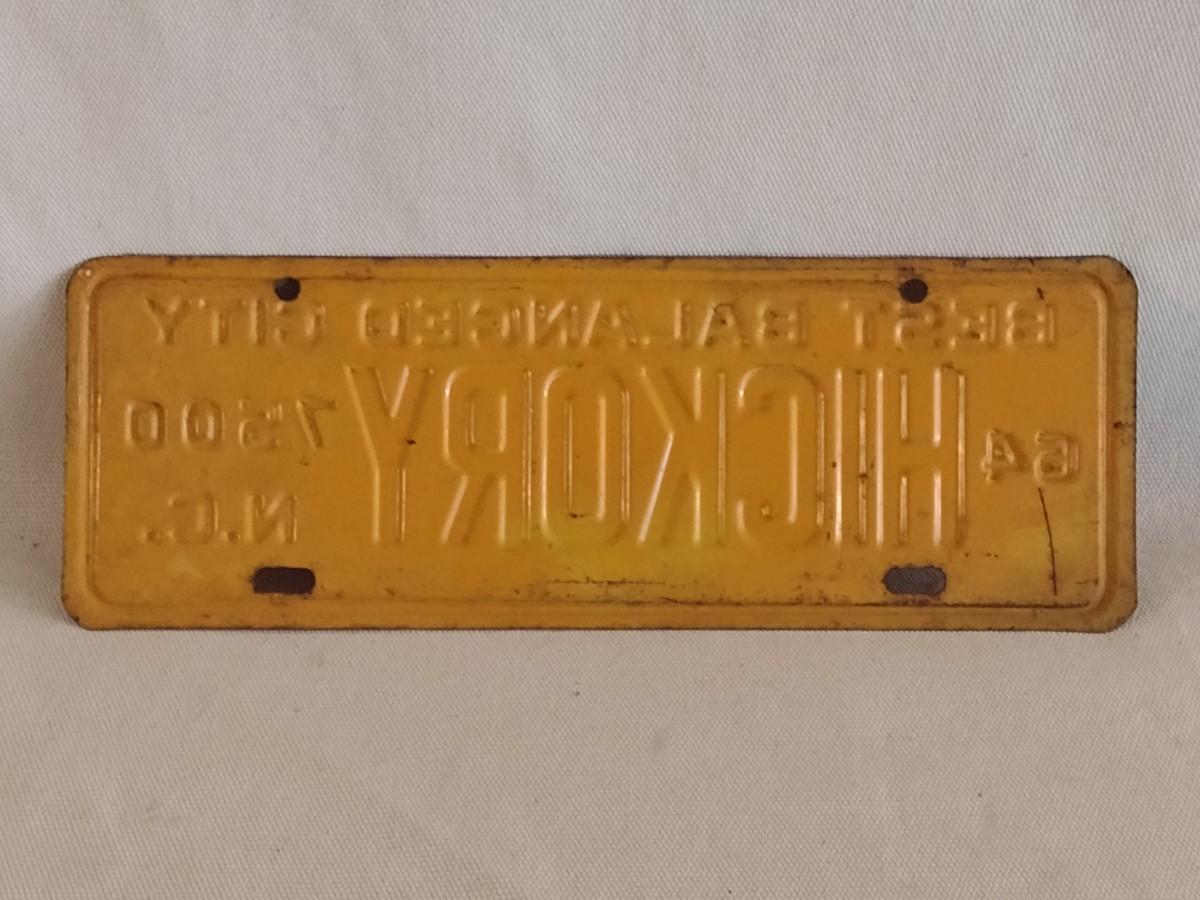 BEST BALANCED CITY
64 HICKORY 7500
N.C.